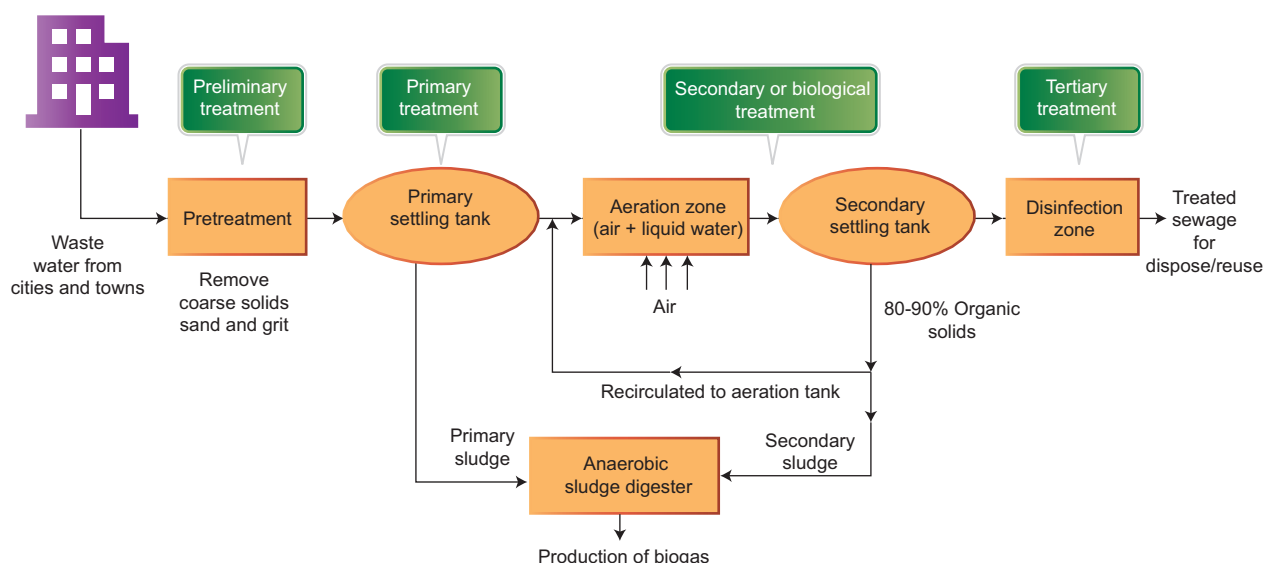 Preliminary
treatment
Primary
treatment
Secondary or biological
treatment
Tertiary
treatment
Pretreatment
Primary
settling tank
Aeration zone
(air + liquid water)
Secondary
settling tank
Disinfection
zone
Treated
sewage
for
dispose/reuse
Waste
water from
cities and towns
Remove
coarse solids
sand and grit
Air
80-90% Organic
solids
Recirculated to aeration tank
Primary
sludge
Secondary
sludge
Anaerobic
sludge digester
Production of biogas